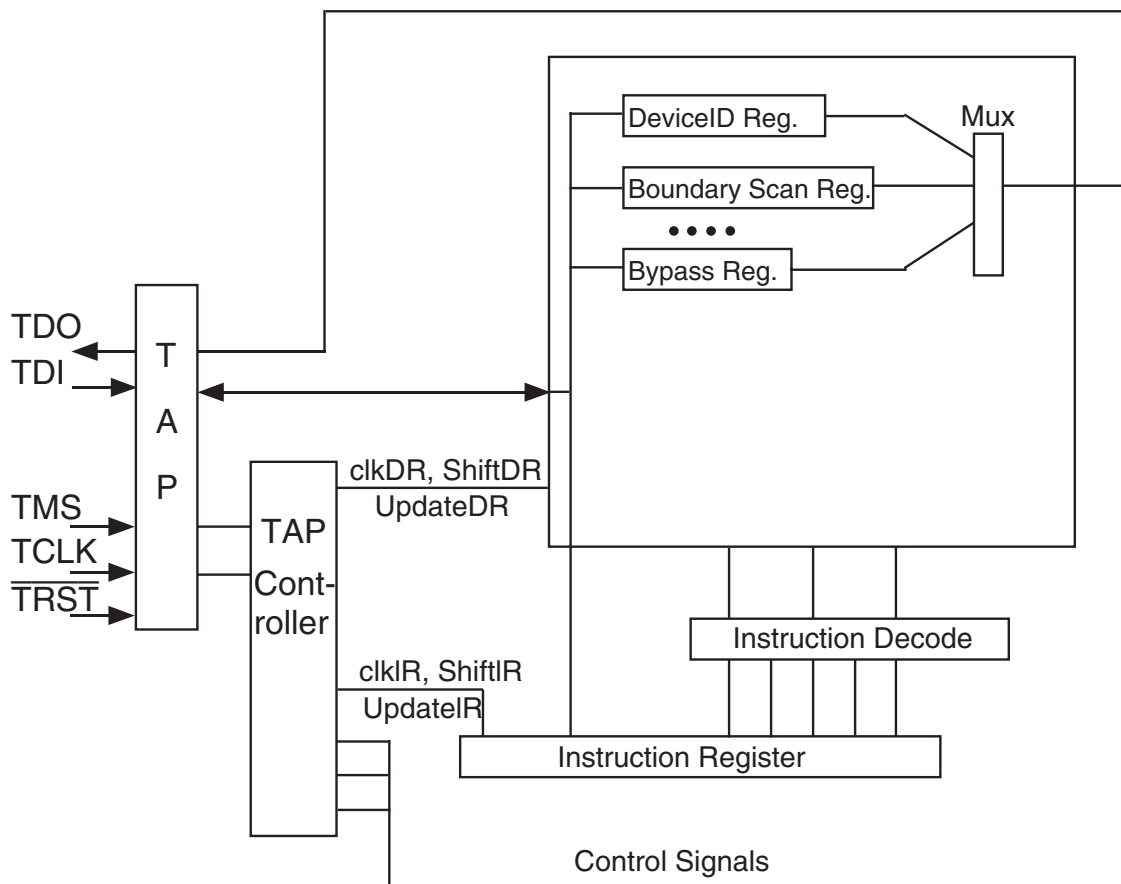 DeviceID Reg.
Mux
Boundary Scan Reg.
Bypass Reg.
TDO
TDI
T
A
P
TMS
TCLK
TRST
clkDR, ShiftDR
UpdateDR
TAP
Cont-
roller
Instruction Decode
clkIR, ShiftIR
UpdateIR
Instruction Register
Control Signals